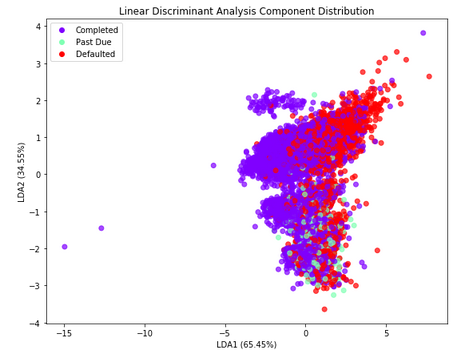 Linear Discriminant Analysis Component Distribution
Completed
Past Due
Defaulted
LDA2 (34.55%)
4
3
2
1
0
−1
−2
−3
−4
−15
−10
−5
0
5
LDA1 (65.45%)